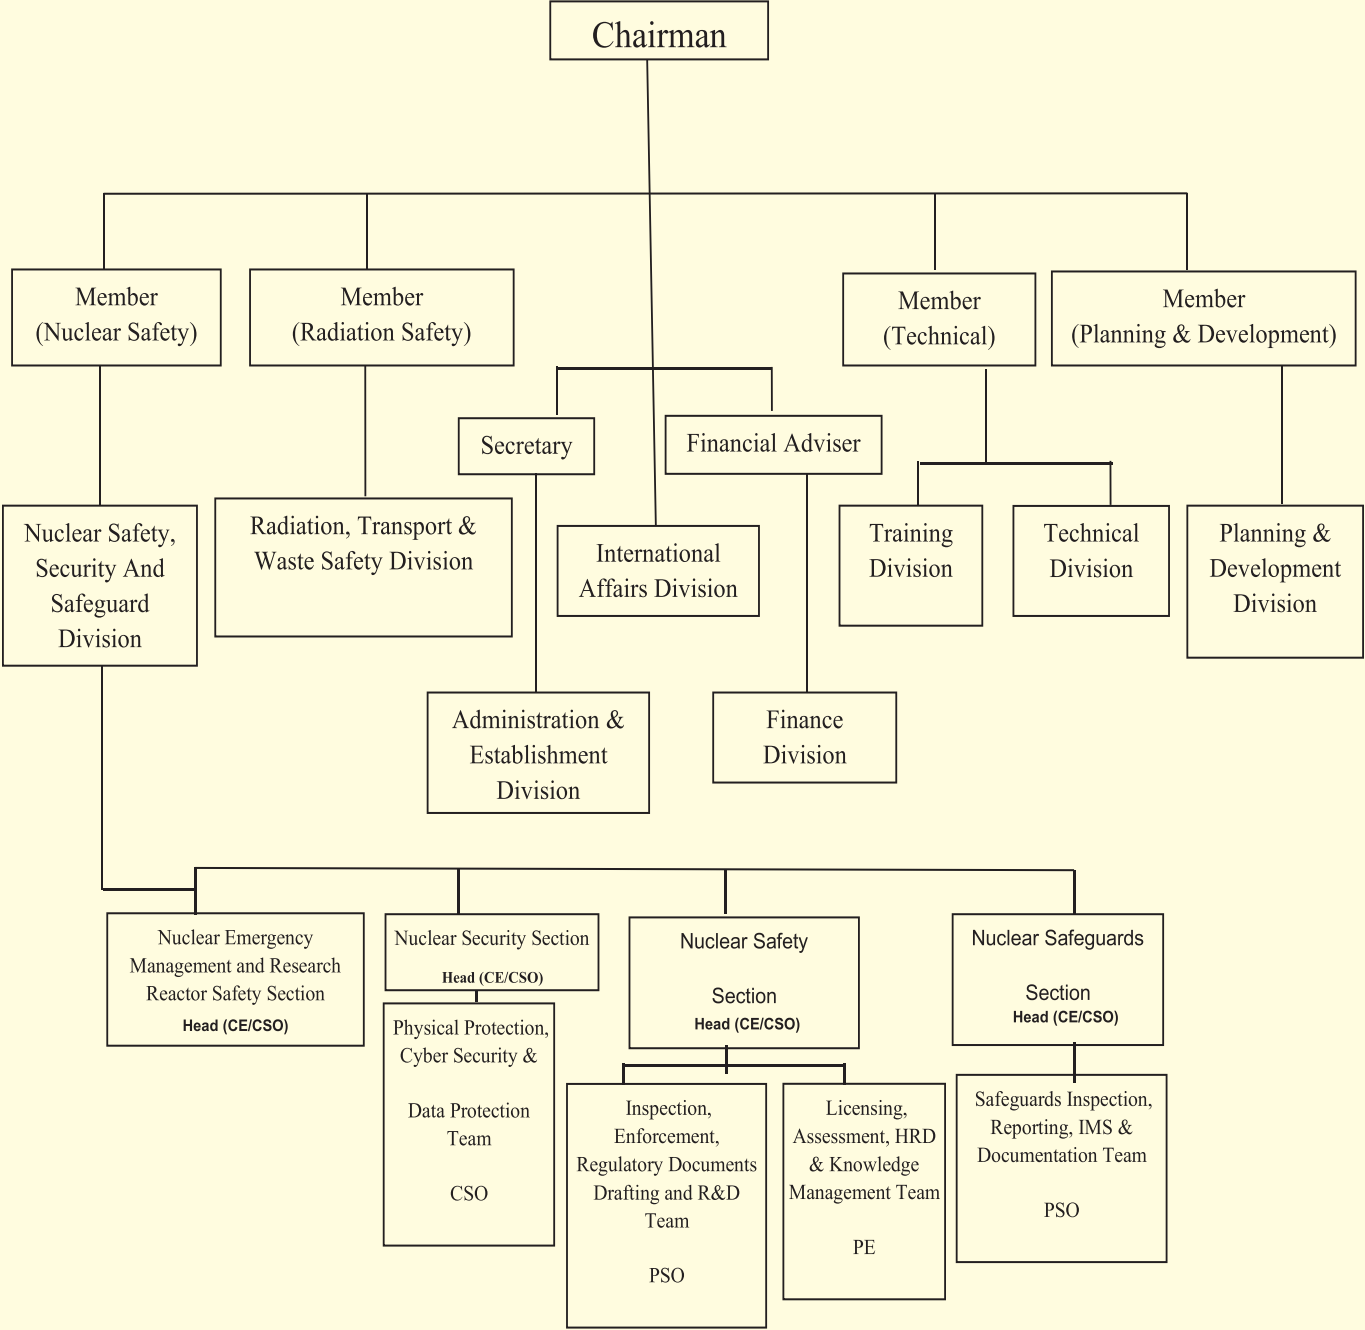 Chairman
Member
(Nuclear Safety)
Member
(Radiation Safety)
Member
(Technical)
Member
(Planning & Development)
Secretary
Financial Adviser
Nuclear Safety,
Security And
Safeguard
Division
Radiation, Transport &
Waste Safety Division
International
Affairs Division
Training
Division
Technical
Division
Planning &
Development
Division
Administration &
Establishment
Division
Finance
Division
Nuclear Emergency
Management and Research
Reactor Safety Section
Head (CE/CSO)
Nuclear Security Section
Head (CE/CSO)
Nuclear Safety
Section
Head (CE/CSO)
Nuclear Safeguards
Section
Head (CE/CSO)
Physical Protection,
Cyber Security &
Data Protection
Team
CSO
Inspection,
Enforcement,
Regulatory Documents
Drafting and R&D
Team
PSO
Licensing,
Assessment, HRD
& Knowledge
Management Team
PE
Safeguards Inspection,
Reporting, IMS &
Documentation Team
PSO